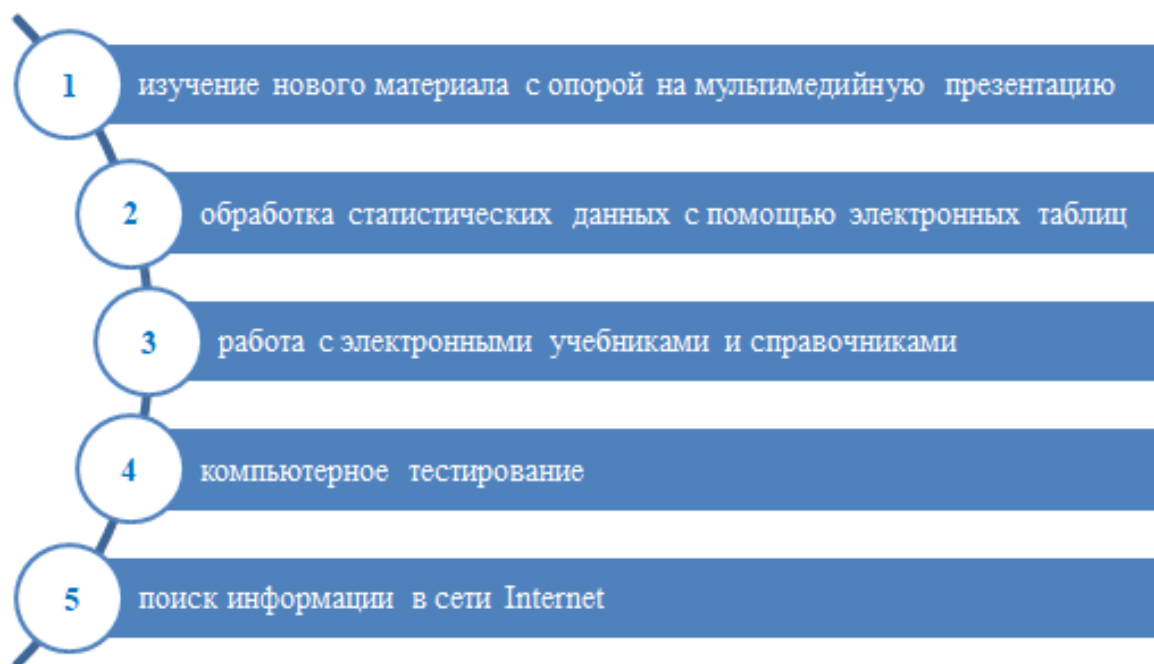 1 изучение нового материала с опорой на мультимедийную презентацию
2 обработка статистических данных с помощью электронных таблиц
3 работа с электронными учебниками и справочниками
4 компьютерное тестирование
5 поиск информации в сети Internet